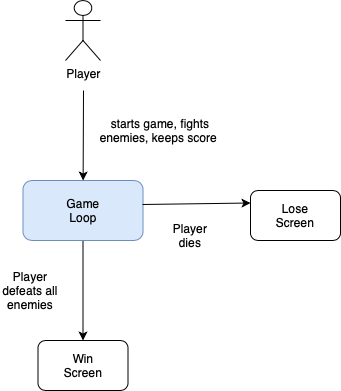 Player
starts game, fights
enemies, keeps score
Game
Loop
Player
dies
Lose
Screen
Player
defeats all
enemies
Win
Screen